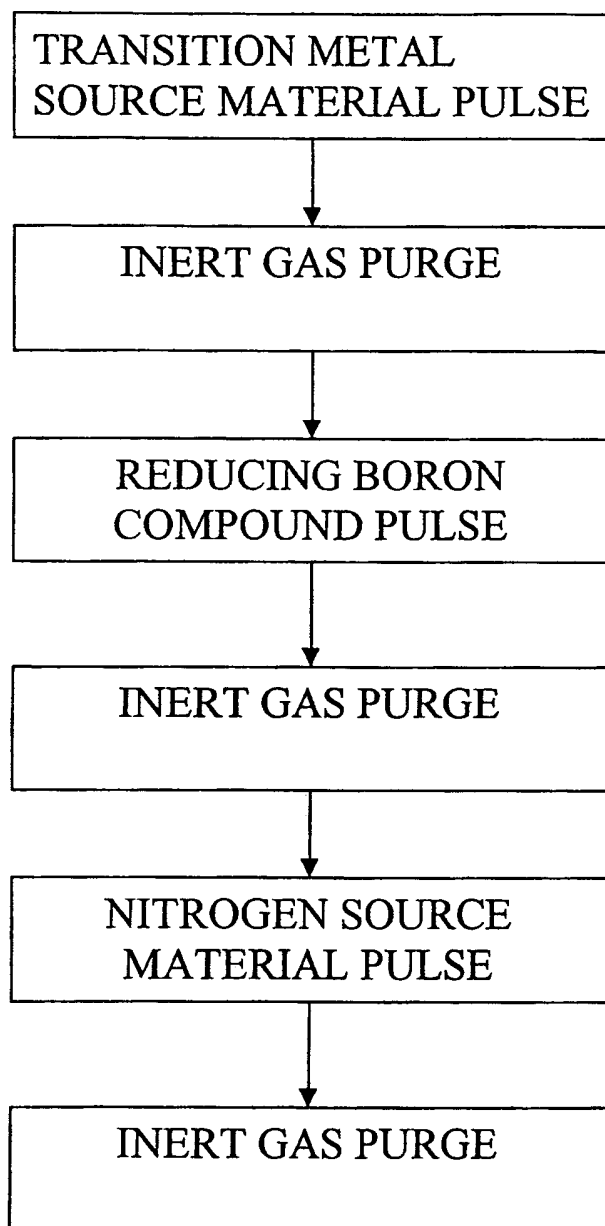 TRANSITION METAL
SOURCE MATERIAL PULSE
INERT GAS PURGE
REDUCING BORON
COMPOUND PULSE
INERT GAS PURGE
NITROGEN SOURCE
MATERIAL PULSE
INERT GAS PURGE